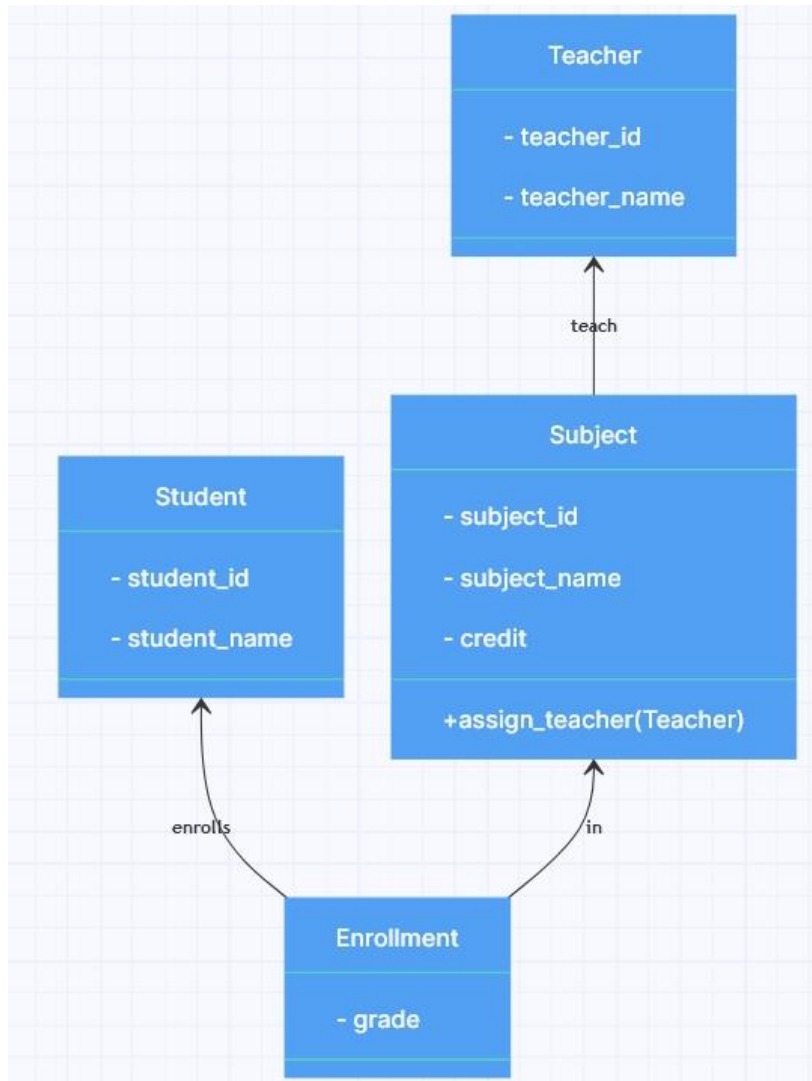 Teacher
- teacher_id
- teacher_name
teach
Subject
- subject_id
- subject_name
- credit
+assign_teacher(Teacher)
Student
- student_id
- student_name
enrolls
in
Enrollment
- grade